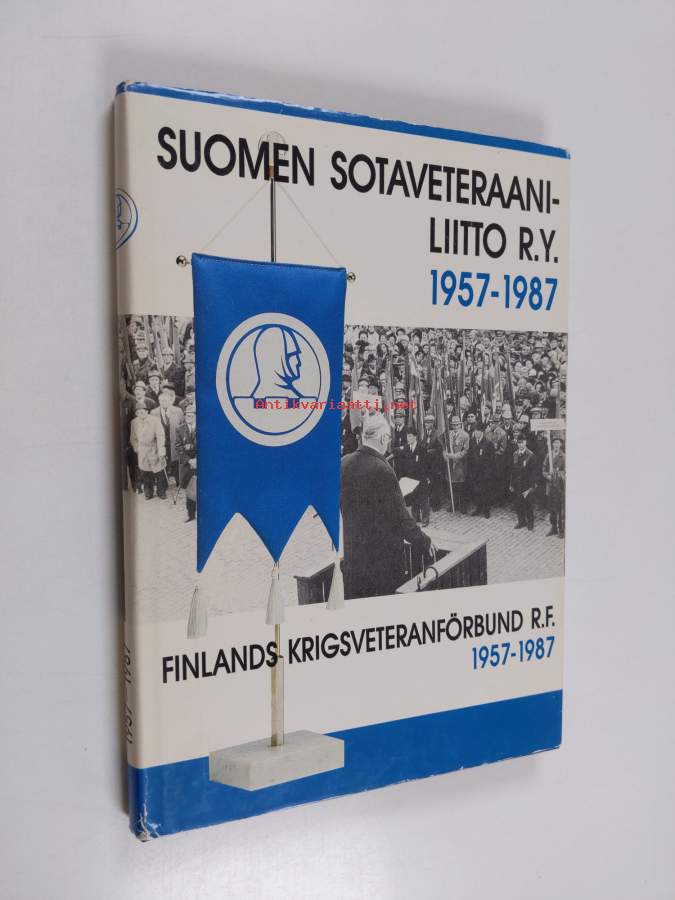 SUOMEN SOTAVETERAANI-
LIITTO R.Y.
1957-1987
Antikvariaatti.net
FINLANDS KRIGSVETERANFÖRBUND R.F.
1957-1987
1957 - 1987